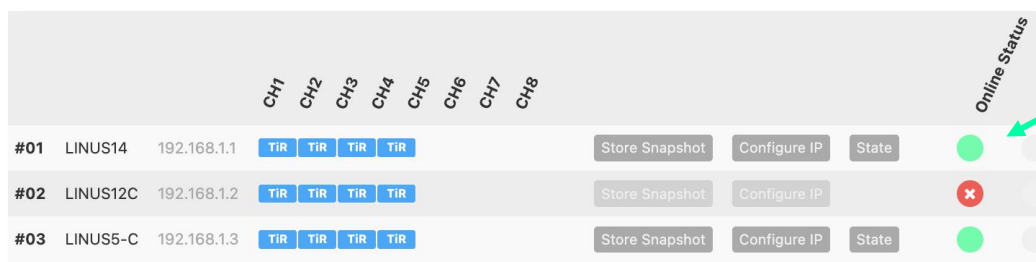 CH1 CH2 CH3 CH4 CH5 CH6 CH7 CH8 Online Status
#01 LINUS14 192.168.1.1 TiR TiR TiR TiR Store Snapshot Configure IP State
#02 LINUS12C 192.168.1.2 TiR TiR TiR TiR Store Snapshot Configure IP
#03 LINUS5-C 192.168.1.3 TiR TiR TiR TiR Store Snapshot Configure IP State